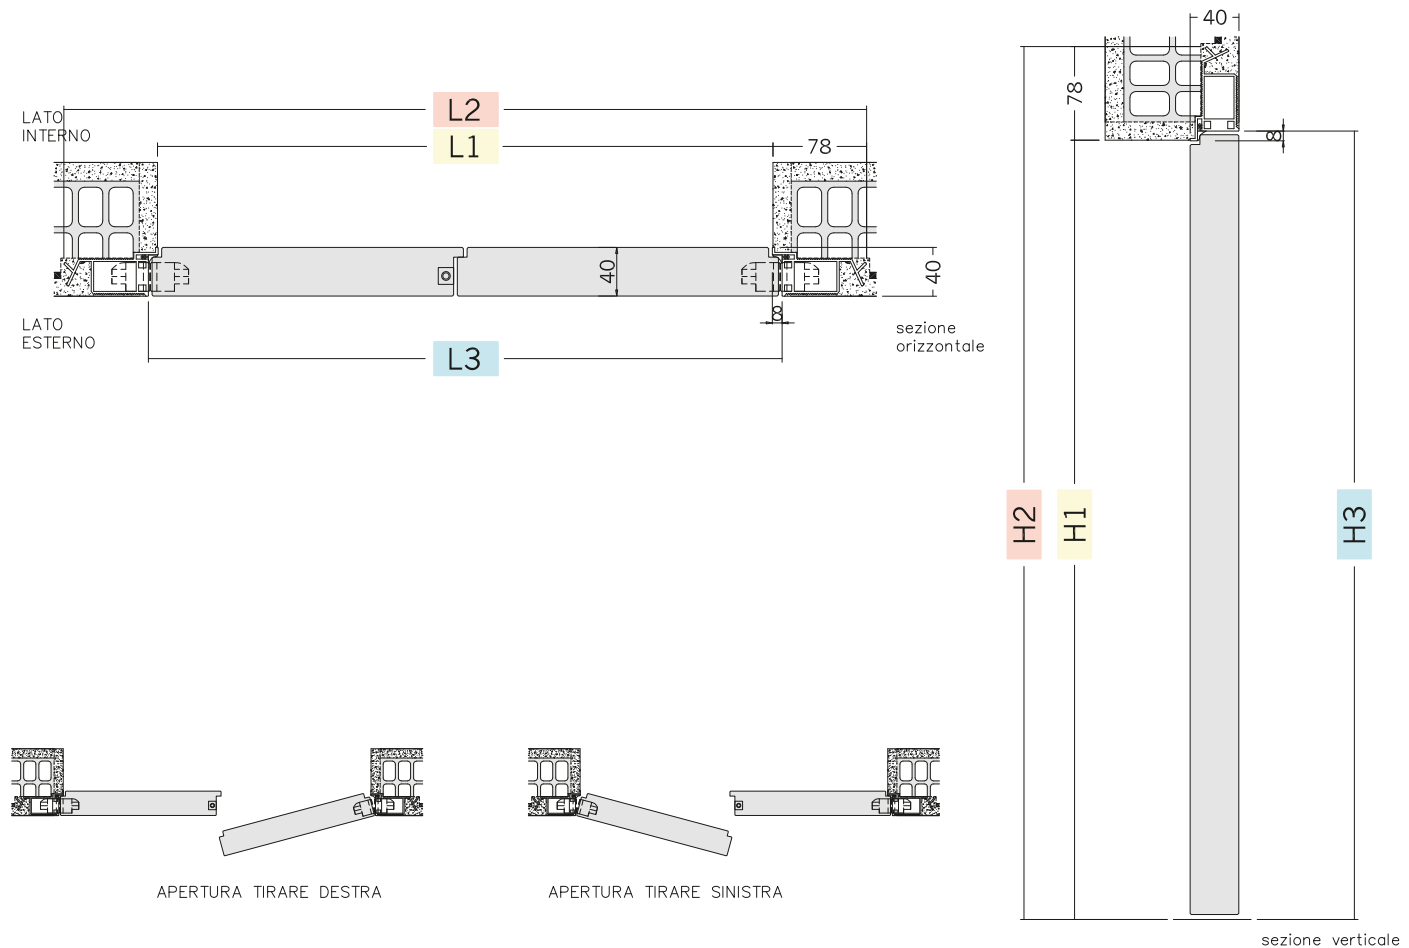 40
LATO
INTERNO
L2
L1
78
78
8
40
40
8
LATO
ESTERNO
sezione
orizzontale
L3
H2
H1
H3
APERTURA TIRARE DESTRA
APERTURA TIRARE SINISTRA
sezione verticale